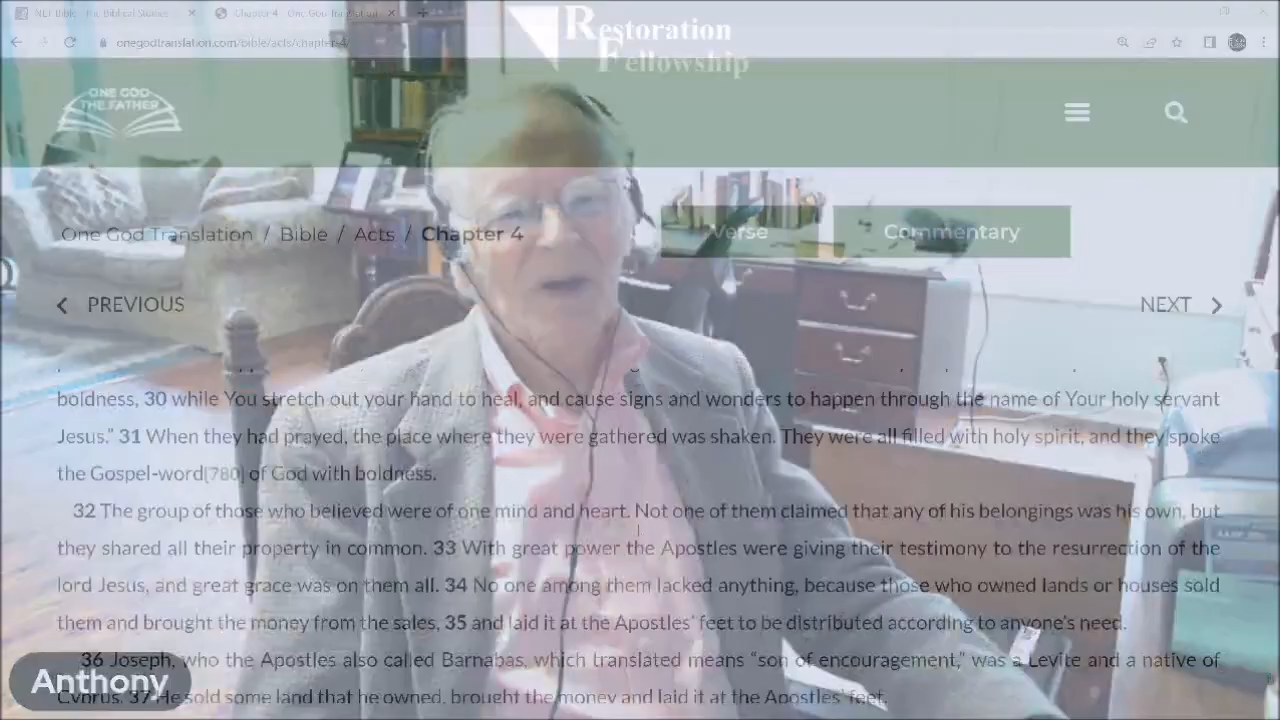 NET Bible
Chapter 4 - One God Translation
Restoration
Fellowship
onegodtranslation.com/bible/acts/chapter-4/
ONE GOD
THE FATHER
One God Translation / Bible / Acts / Chapter 4
Verse
Commentary
PREVIOUS
NEXT
boldness, 30 while You stretch out your hand to heal, and cause signs and wonders to happen through the name of Your holy servant
Jesus." 31 When they had prayed, the place where they were gathered was shaken. They were all filled with holy spirit, and they spoke
the Gospel-word[780] of God with boldness.
32 The group of those who believed were of one mind and heart. Not one of them claimed that any of his belongings was his own, but
they shared all their property in common. 33 With great power the Apostles were giving their testimony to the resurrection of the
lord Jesus, and great grace was on them all. 34 No one among them lacked anything, because those who owned lands or houses sold
them and brought the money from the sales, 35 and laid it at the Apostles' feet to be distributed according to anyone's need.
36 Joseph, who the Apostles also called Barnabas, which translated means "son of encouragement," was a Levite and a native of
Cyprus. 37 He sold some land that he owned, brought the money and laid it at the Apostles' feet.
Anthony